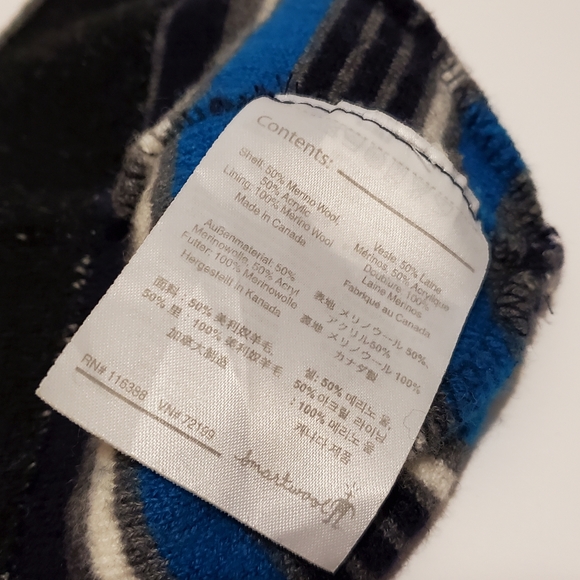 Contents:
Shell: 50% Merino Wool,
50% Acrylic
Lining: 100% Merino Wool
Made in Canada
Veste: 50% Laine
Mérinos, 50% Acrylique
Doublure: 100%
Laine Mérinos
Fabriqué au Canada
Außenmaterial: 50%
Merinowolle, 50% Acryl
Futter: 100% Merinowolle
Hergestellt in Kanada
表地 メリノウール 50%,
アクリル50%
裏地 メリノウール 100%
カナダ製
面料: 50% 美利奴羊毛,
50% 里: 100% 美利奴羊毛
加拿大製造
쉘: 50% 메리노 울,
50% 아크릴 라이닝
: 100% 메리노 울
캐나다 제품
RN# 116388 VN# 72199
smartwool